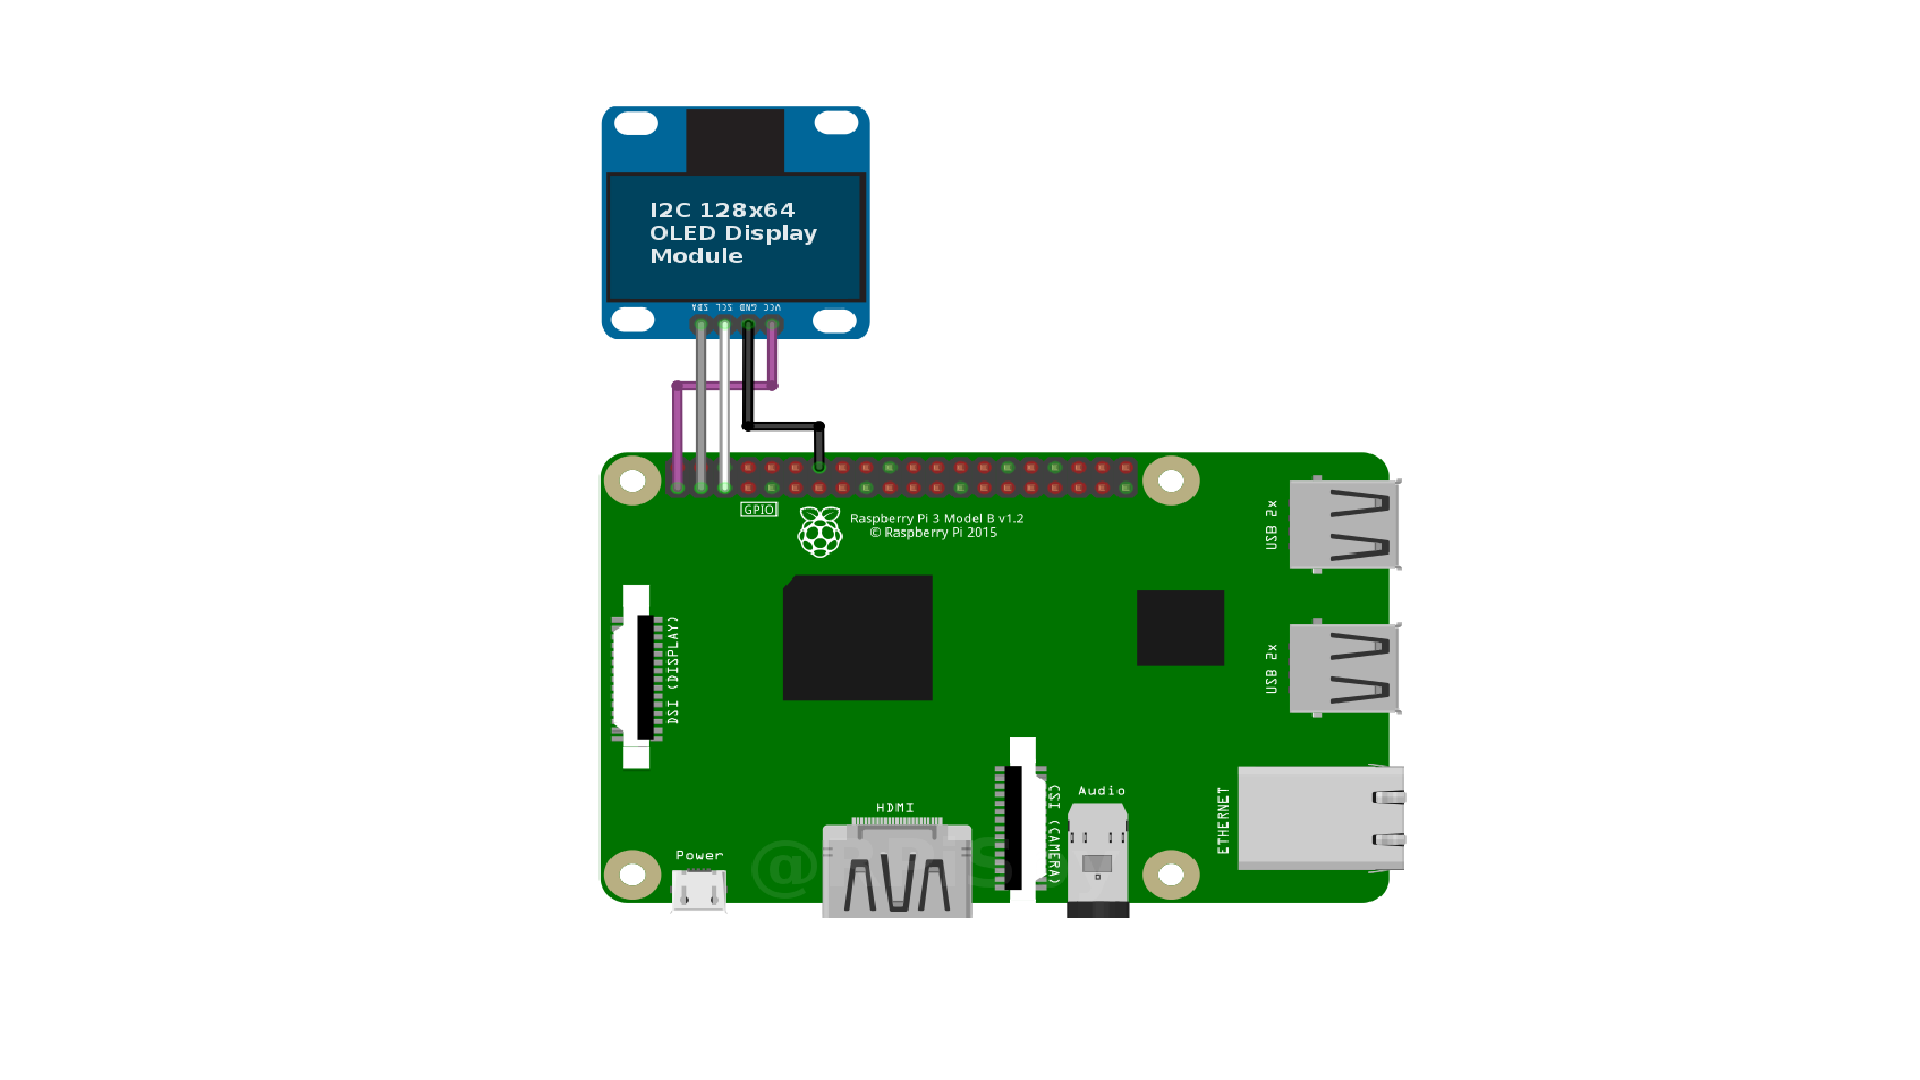 I2C 128x64
OLED Display
Module
SDA SCL GND VCC
GPIO
Raspberry Pi 3 Model B v1.2
© Raspberry Pi 2015
USB 2x
DSI (DISPLAY)
USB 2x
HDMI
CSI (CAMERA)
Audio
ETHERNET
Power